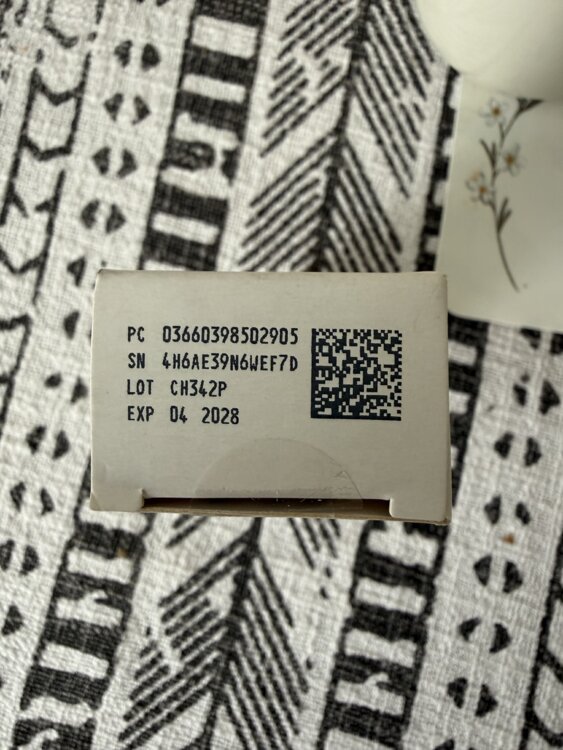 PC 03660398502905
SN 4H6AE39N6WEF7D
LOT CH342P
EXP 04 2028